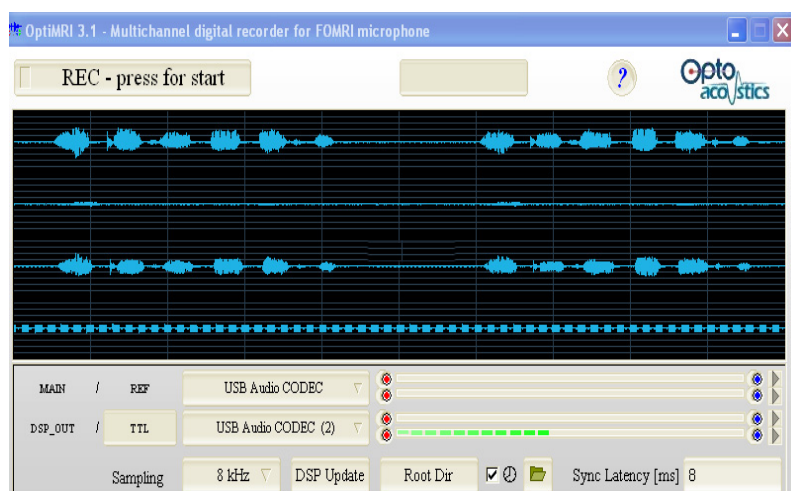 OptiMRI 3.1 - Multichannel digital recorder for FOMRI microphone
REC - press for start
?
Opto
acoustics
MAIN / REF USB Audio CODEC
DSP_OUT / TTL USB Audio CODEC (2)
Sampling 8 kHz DSP Update Root Dir Sync Latency [ms] 8